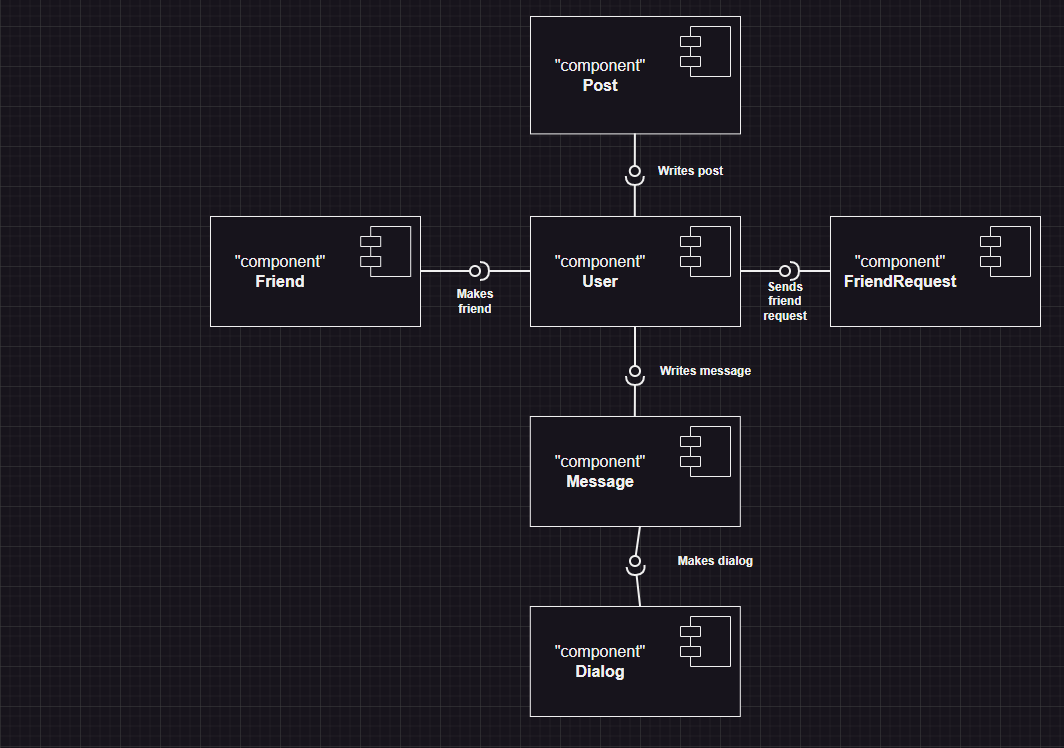 "component"
Post
Writes post
"component"
Friend
Makes
friend
"component"
User
Sends
friend
request
"component"
FriendRequest
Writes message
"component"
Message
Makes dialog
"component"
Dialog